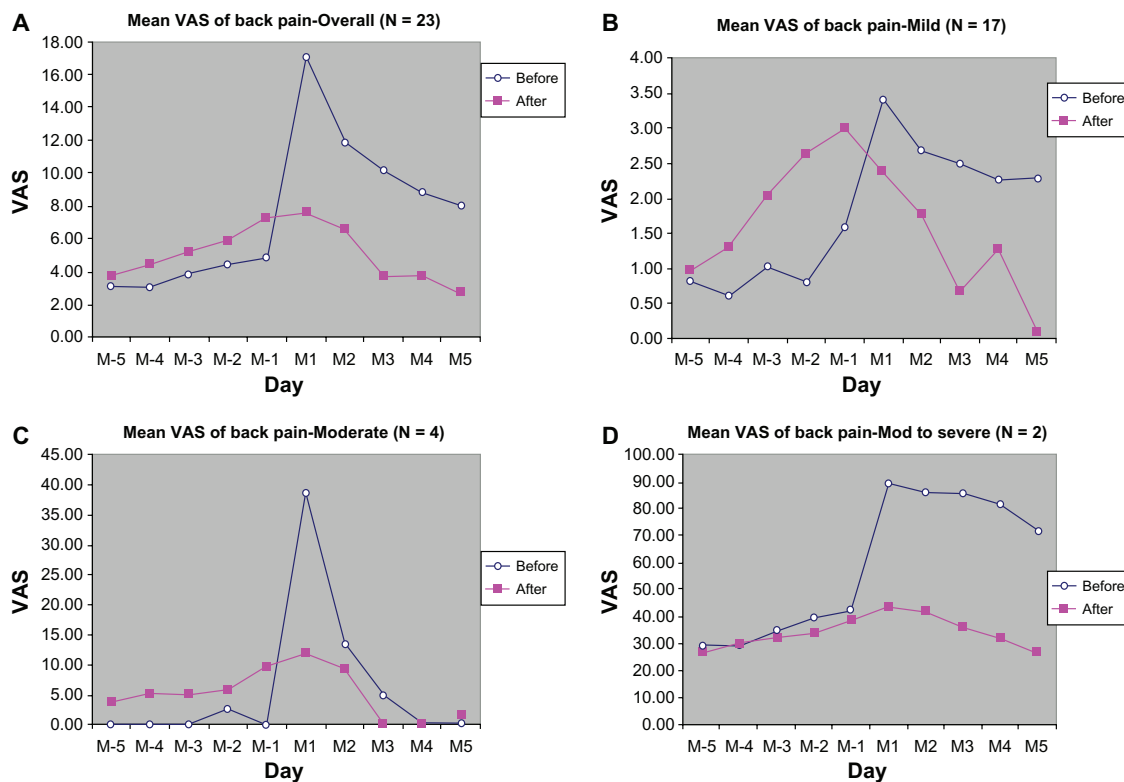 A
Mean VAS of back pain-Overall (N = 23)
18.00
16.00
14.00
12.00
10.00
8.00
6.00
4.00
2.00
0.00
VAS
M-5 M-4 M-3 M-2 M-1 M1 M2 M3 M4 M5
Day
Before
After
B
Mean VAS of back pain-Mild (N = 17)
4.00
3.50
3.00
2.50
2.00
1.50
1.00
0.50
0.00
VAS
M-5 M-4 M-3 M-2 M-1 M1 M2 M3 M4 M5
Day
Before
After
C
Mean VAS of back pain-Moderate (N = 4)
45.00
40.00
35.00
30.00
25.00
20.00
15.00
10.00
5.00
0.00
VAS
M-5 M-4 M-3 M-2 M-1 M1 M2 M3 M4 M5
Day
Before
After
D
Mean VAS of back pain-Mod to severe (N = 2)
100.00
90.00
80.00
70.00
60.00
50.00
40.00
30.00
20.00
10.00
0.00
VAS
M-5 M-4 M-3 M-2 M-1 M1 M2 M3 M4 M5
Day
Before
After